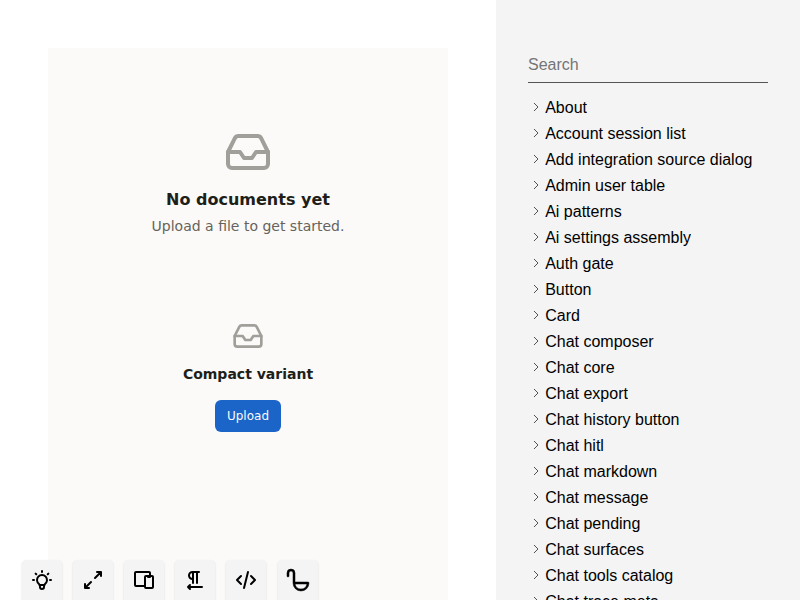 No documents yet
Upload a file to get started.
Compact variant
Upload
Search
About
Account session list
Add integration source dialog
Admin user table
Ai patterns
Ai settings assembly
Auth gate
Button
Card
Chat composer
Chat core
Chat export
Chat history button
Chat hitl
Chat markdown
Chat message
Chat pending
Chat surfaces
Chat tools catalog